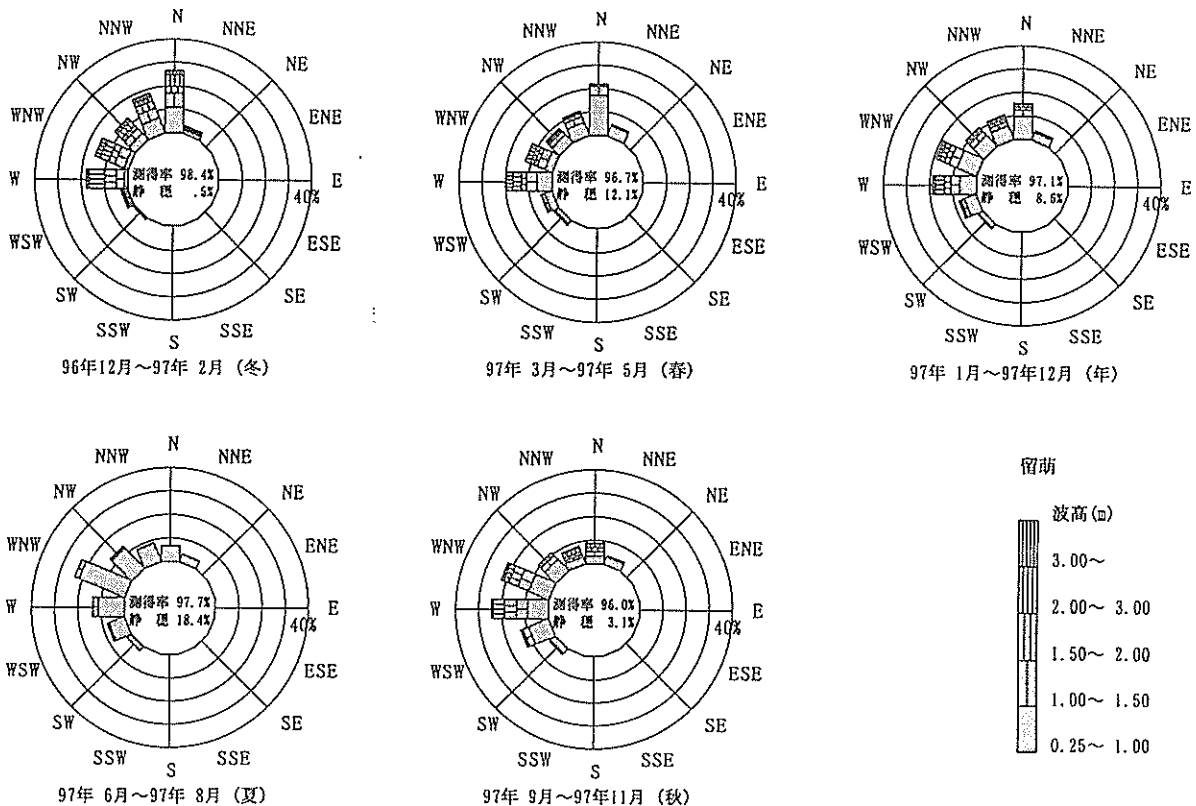 N
NNW
NNE
NW
NE
WNW
ENE
W
測得率 98.4%
静 穏 .5%
E
40%
WSW
ESE
SW
SE
SSW
SSE
S
96年12月～97年 2月 (冬)
N
NNW
NNE
NW
NE
WNW
ENE
W
測得率 96.7%
静 穏 12.1%
E
40%
WSW
ESE
SW
SE
SSW
SSE
S
97年 3月～97年 5月 (春)
N
NNW
NNE
NW
NE
WNW
ENE
W
測得率 97.1%
静 穏 8.6%
E
40%
WSW
ESE
SW
SE
SSW
SSE
S
97年 1月～97年12月 (年)
N
NNW
NNE
NW
NE
WNW
ENE
W
測得率 97.7%
静 穏 18.4%
E
40%
WSW
ESE
SW
SE
SSW
SSE
S
97年 6月～97年 8月 (夏)
N
NNW
NNE
NW
NE
WNW
ENE
W
測得率 96.0%
静 穏 3.1%
E
40%
WSW
ESE
SW
SE
SSW
SSE
S
97年 9月～97年11月 (秋)
留萌
波高(m)
3.00～
2.00～ 3.00
1.50～ 2.00
1.00～ 1.50
0.25～ 1.00